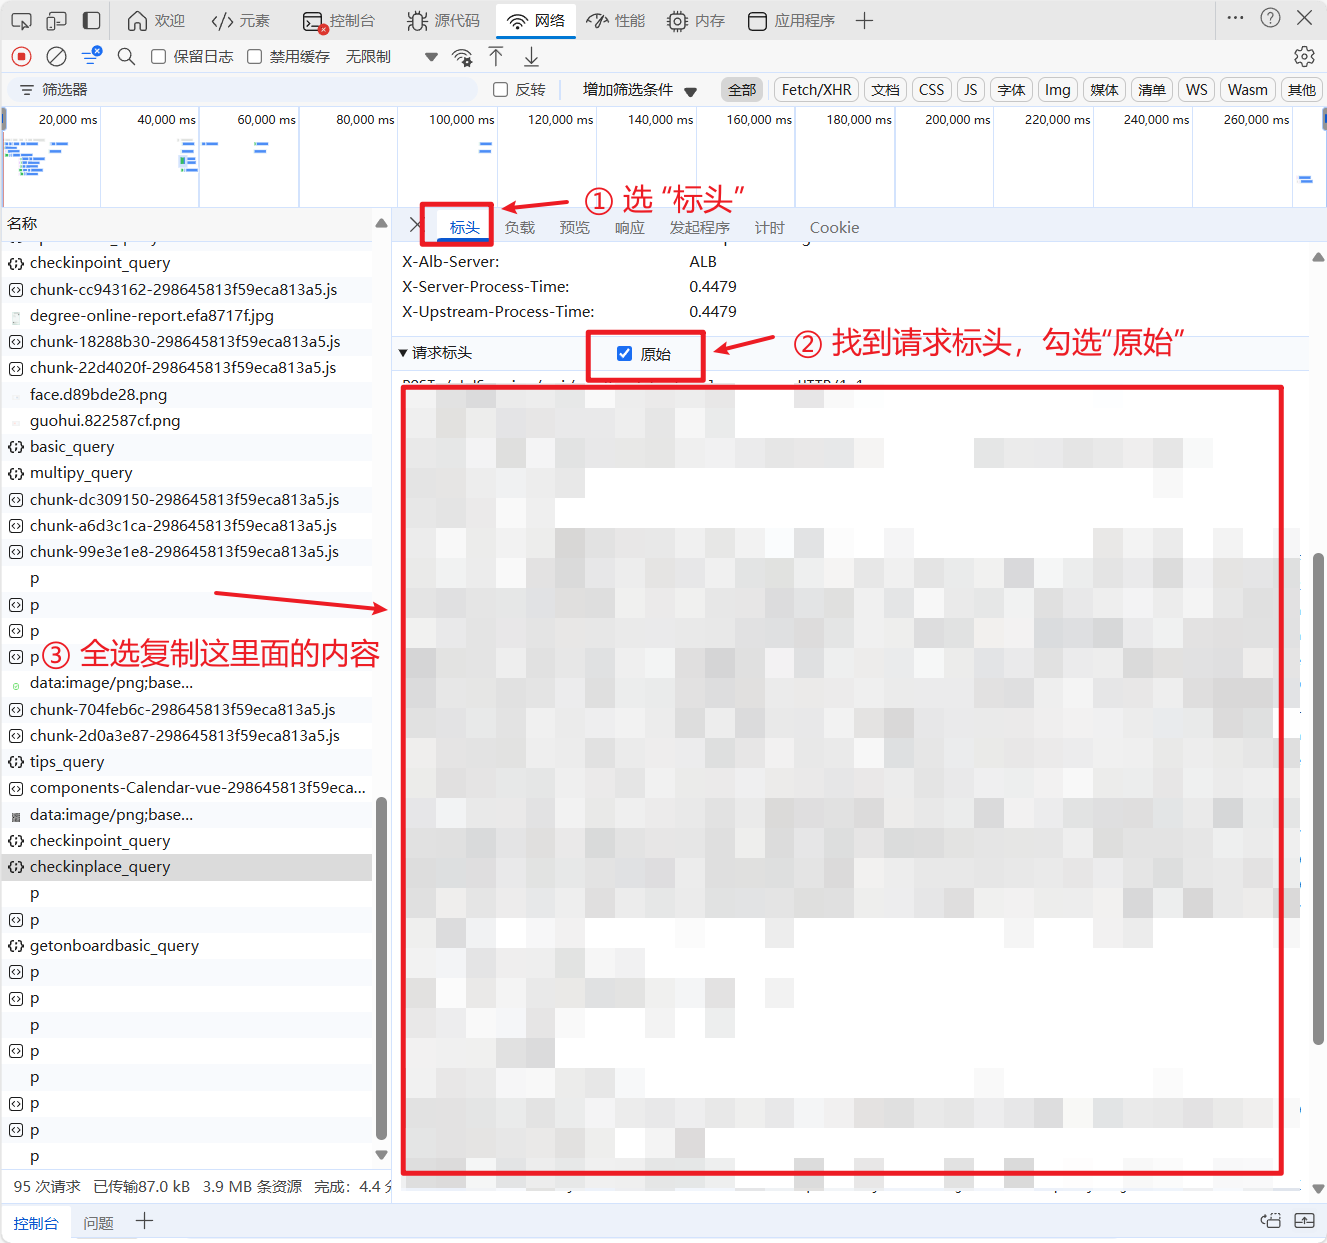 欢迎
元素
控制台
源代码
网络
性能
内存
应用程序
保留日志
禁用缓存
无限制
筛选器
反转
增加筛选条件
全部
Fetch/XHR
文档
CSS
JS
字体
Img
媒体
清单
WS
Wasm
其他
20,000 ms
40,000 ms
60,000 ms
80,000 ms
100,000 ms
120,000 ms
140,000 ms
160,000 ms
180,000 ms
200,000 ms
220,000 ms
240,000 ms
260,000 ms
① 选 “标头”
名称
标头
负载
预览
响应
发起程序
计时
Cookie
checkinpoint_query
chunk-cc943162-298645813f59eca813a5.js
degree-online-report.efa8717f.jpg
chunk-18288b30-298645813f59eca813a5.js
chunk-22d4020f-298645813f59eca813a5.js
face.d89bde28.png
guohui.822587cf.png
basic_query
multipy_query
chunk-dc309150-298645813f59eca813a5.js
chunk-a6d3c1ca-298645813f59eca813a5.js
chunk-99e3e1e8-298645813f59eca813a5.js
p
p
p
p
③ 全选复制这里面的内容
data:image/png;base...
chunk-704feb6c-298645813f59eca813a5.js
chunk-2d0a3e87-298645813f59eca813a5.js
tips_query
components-Calendar-vue-298645813f59eca...
data:image/png;base...
checkinpoint_query
checkinplace_query
p
p
getonboardbasic_query
p
p
p
p
p
p
p
p
X-Alb-Server: ALB
X-Server-Process-Time: 0.4479
X-Upstream-Process-Time: 0.4479
请求标头
原始
② 找到请求标头，勾选“原始”
95 次请求
已传输87.0 kB
3.9 MB 条资源
完成：4.4
控制台
问题